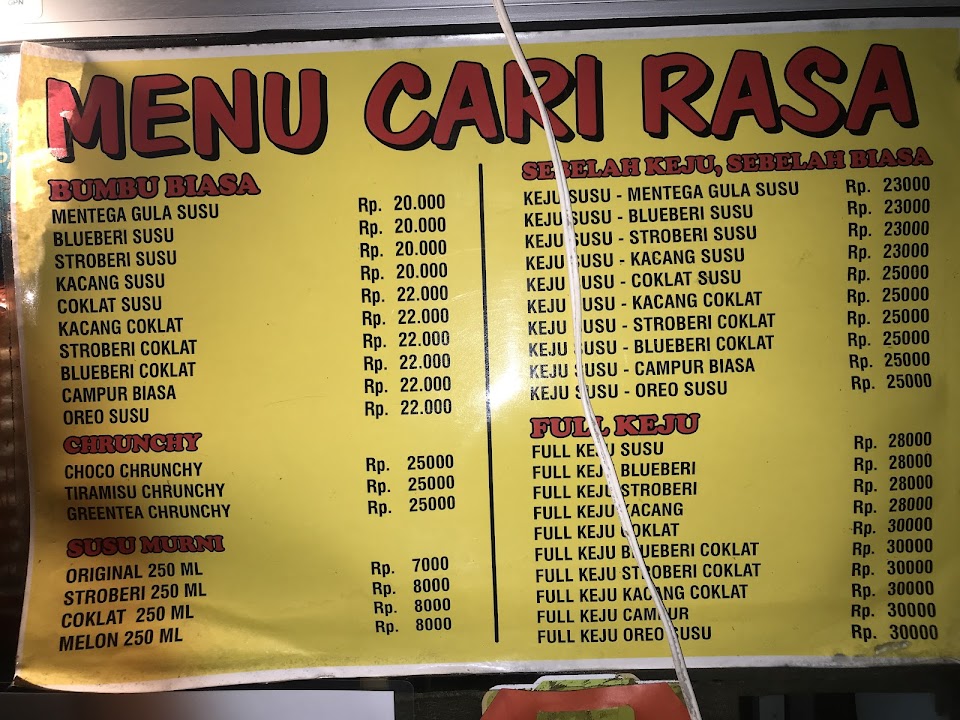 MENU CARI RASA
BUMBU BIASA
MENTEGA GULA SUSU Rp. 20.000
BLUEBERI SUSU Rp. 20.000
STROBERI SUSU Rp. 20.000
KACANG SUSU Rp. 20.000
COKLAT SUSU Rp. 22.000
KACANG COKLAT Rp. 22.000
STROBERI COKLAT Rp. 22.000
BLUEBERI COKLAT Rp. 22.000
CAMPUR BIASA Rp. 22.000
OREO SUSU Rp. 22.000
CHRUNCHY
CHOCO CHRUNCHY Rp. 25000
TIRAMISU CHRUNCHY Rp. 25000
GREENTEA CHRUNCHY Rp. 25000
SUSU MURNI
ORIGINAL 250 ML Rp. 7000
STROBERI 250 ML Rp. 8000
COKLAT 250 ML Rp. 8000
MELON 250 ML Rp. 8000
SEBELAH KEJU, SEBELAH BIASA
KEJU SUSU - MENTEGA GULA SUSU Rp. 23000
KEJU SUSU - BLUEBERI SUSU Rp. 23000
KEJU SUSU - STROBERI SUSU Rp. 23000
KEJU SUSU - KACANG SUSU Rp. 23000
KEJU SUSU - COKLAT SUSU Rp. 25000
KEJU SUSU - KACANG COKLAT Rp. 25000
KEJU SUSU - STROBERI COKLAT Rp. 25000
KEJU SUSU - BLUEBERI COKLAT Rp. 25000
KEJU SUSU - CAMPUR BIASA Rp. 25000
KEJU SUSU - OREO SUSU Rp. 25000
FULL KEJU
FULL KEJU SUSU Rp. 28000
FULL KEJU BLUEBERI Rp. 28000
FULL KEJU STROBERI Rp. 28000
FULL KEJU KACANG Rp. 28000
FULL KEJU COKLAT Rp. 30000
FULL KEJU BLUEBERI COKLAT Rp. 30000
FULL KEJU STROBERI COKLAT Rp. 30000
FULL KEJU KACANG COKLAT Rp. 30000
FULL KEJU CAMPUR Rp. 30000
FULL KEJU OREO SUSU Rp. 30000